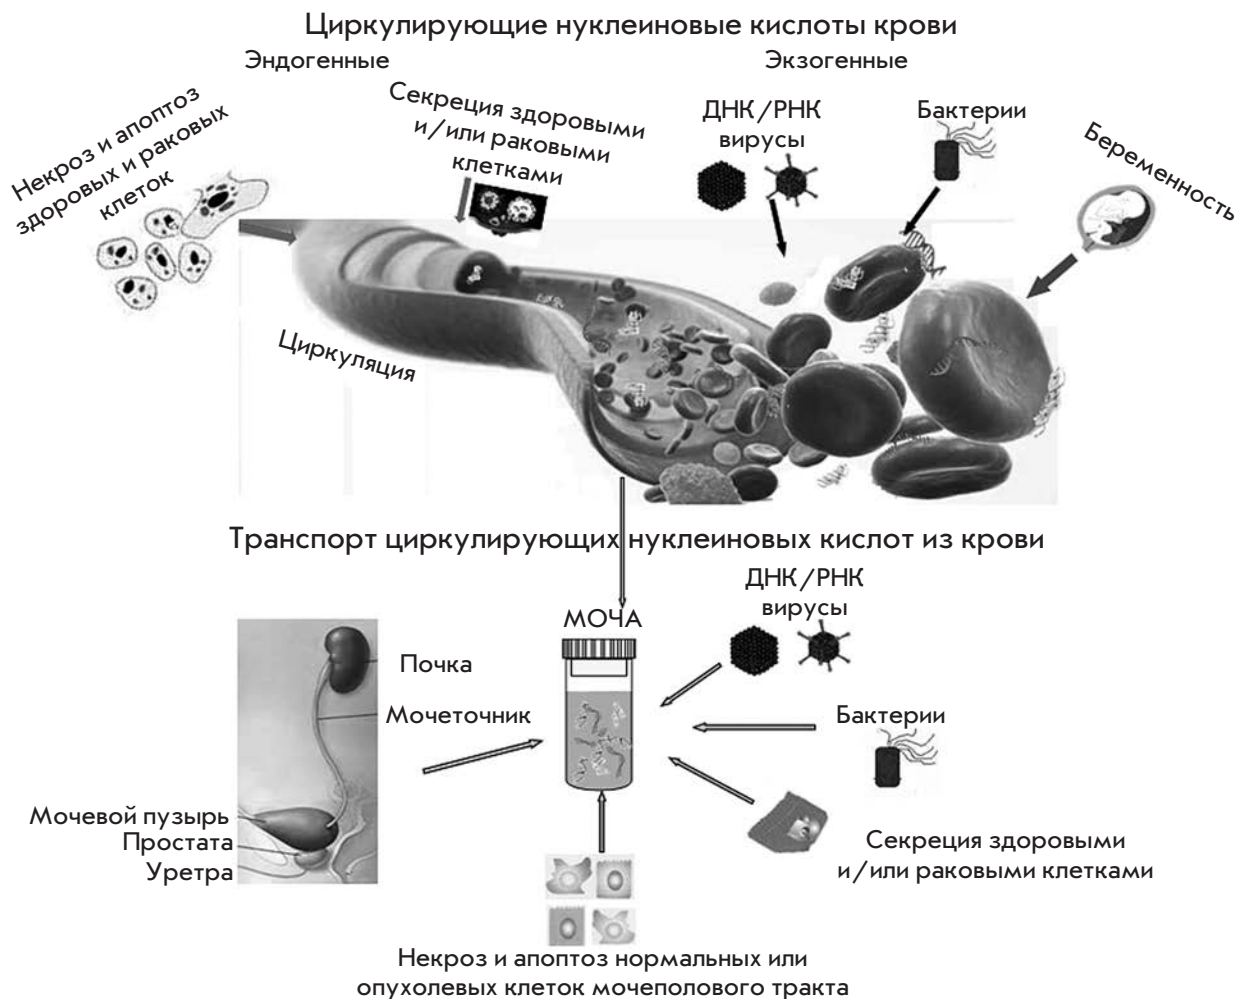 Циркулирующие нуклеиновые кислоты крови
Эндогенные
Экзогенные
Некроз и апоптоз
здоровых и раковых
клеток
Секреция здоровыми
и/или раковыми
клетками
ДНК/РНК
вирусы
Бактерии
Беременность
Циркуляция
Транспорт циркулирующих нуклеиновых кислот из крови
МОЧА
ДНК/РНК
вирусы
Почка
Мочеточник
Бактерии
Мочевой пузырь
Простата
Уретра
Секреция здоровыми
и/или раковыми клетками
Некроз и апоптоз нормальных или
опухолевых клеток мочеполового тракта